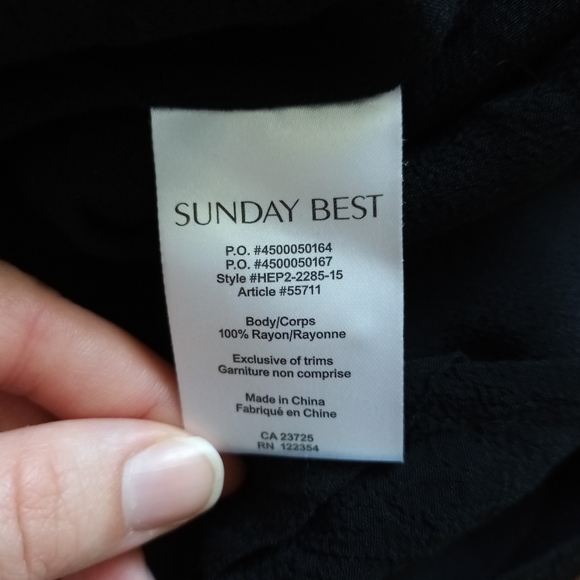 SUNDAY BEST
P.O. #4500050164
P.O. #4500050167
Style #HEP2-2285-15
Article #55711
Body/Corps
100% Rayon/Rayonne
Exclusive of trims
Garniture non comprise
Made in China
Fabriqué en Chine
CA 23725
RN 122354